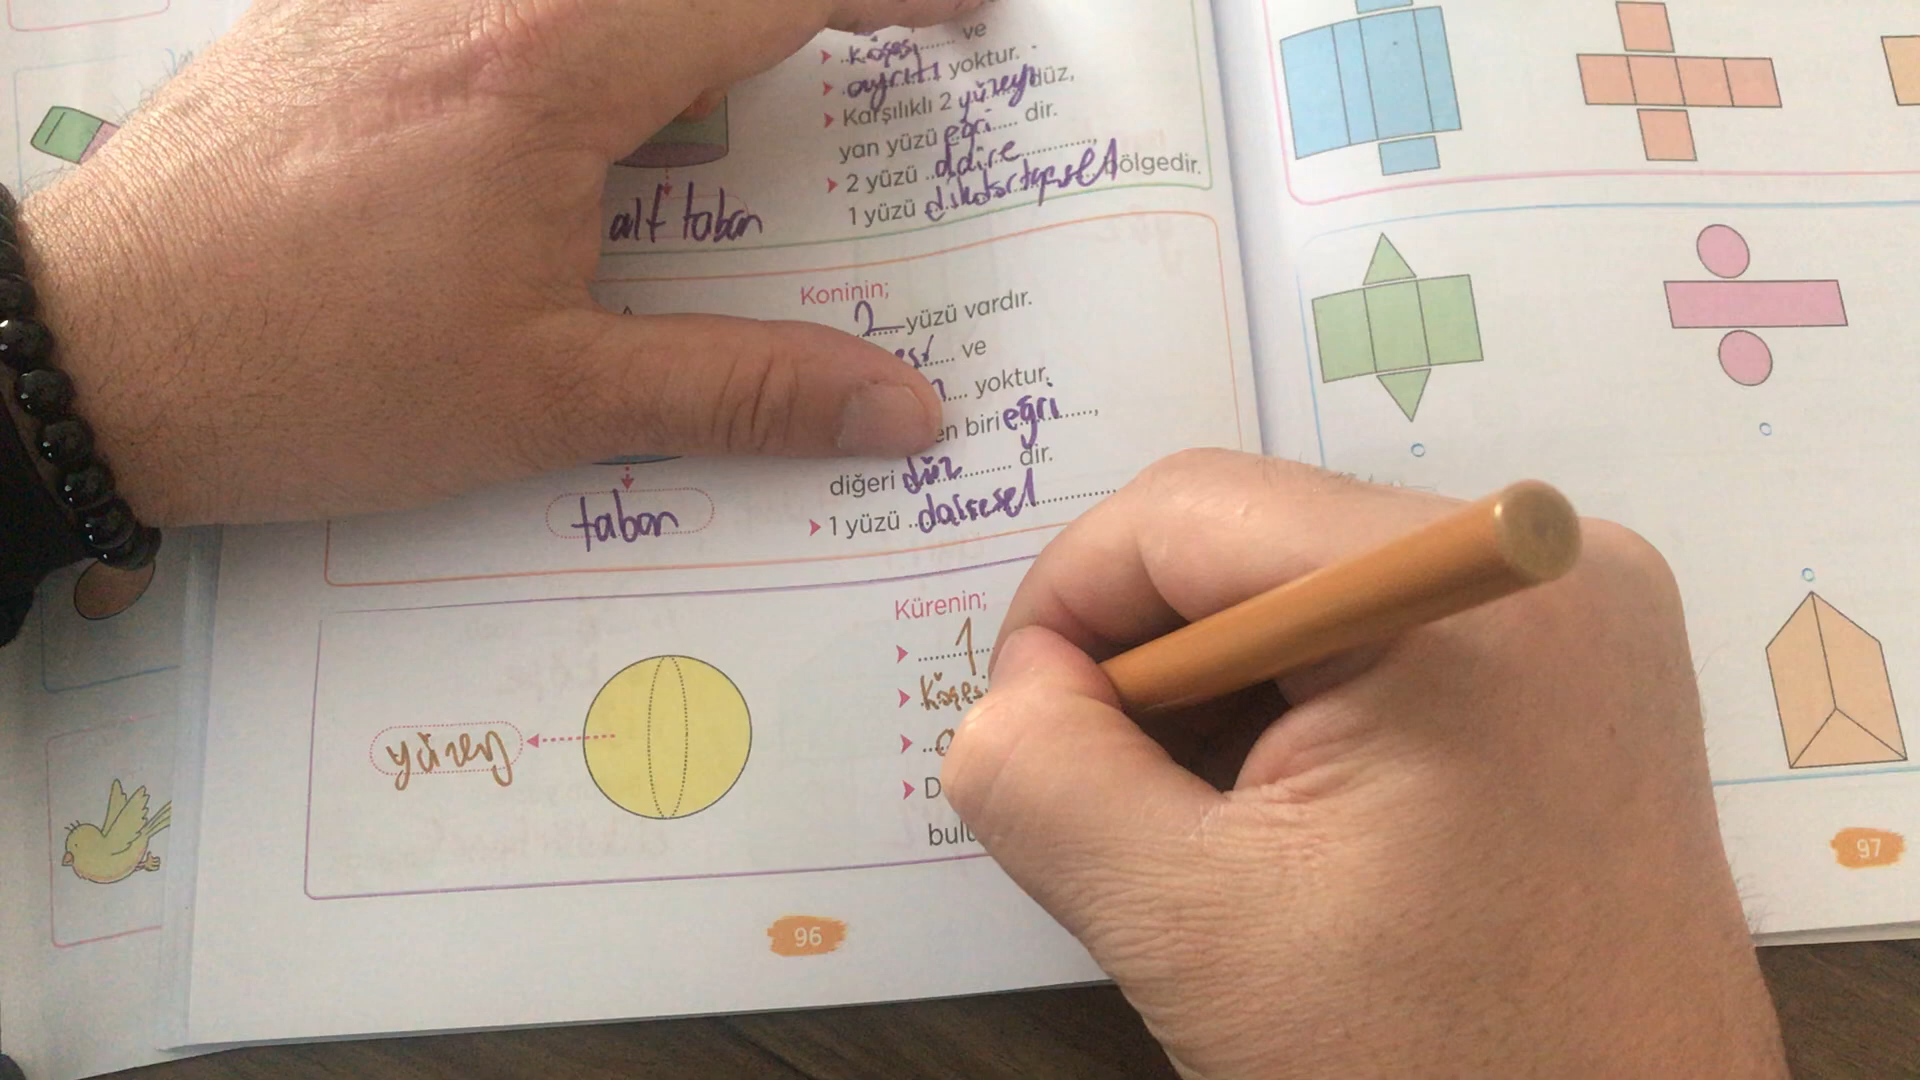 köşesi ve
ayrıtı yoktur.
Karşılıklı 2 yüzey düz,
yan yüzü eğri dir.
2 yüzü daire
1 yüzü bölgedir.
alt taban
Koninin;
2 yüzü vardır.
ve
yoktur.
en biri eğri,
diğeri düz dir.
1 yüzü dairesel
taban
Kürenin;
1
köşesi
D
yüzey
96
97